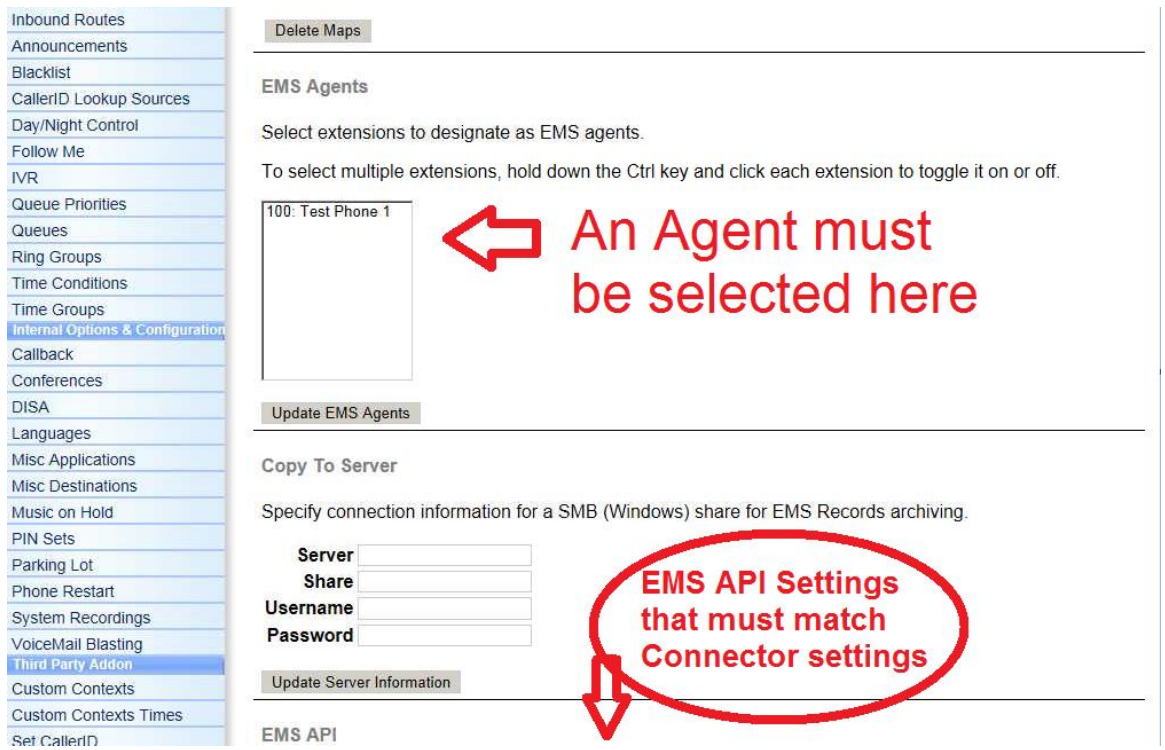 Inbound Routes
Announcements
Blacklist
CallerID Lookup Sources
Day/Night Control
Follow Me
IVR
Queue Priorities
Queues
Ring Groups
Time Conditions
Time Groups
Internal Options & Configuration
Callback
Conferences
DISA
Languages
Misc Applications
Misc Destinations
Music on Hold
PIN Sets
Parking Lot
Phone Restart
System Recordings
VoiceMail Blasting
Third Party Addon
Custom Contexts
Custom Contexts Times
Set CallerID
Delete Maps
EMS Agents
Select extensions to designate as EMS agents.
To select multiple extensions, hold down the Ctrl key and click each extension to toggle it on or off.
100: Test Phone 1
An Agent must
be selected here
Update EMS Agents
Copy To Server
Specify connection information for a SMB (Windows) share for EMS Records archiving.
Server
Share
Username
Password
EMS API Settings
that must match
Connector settings
Update Server Information
EMS API